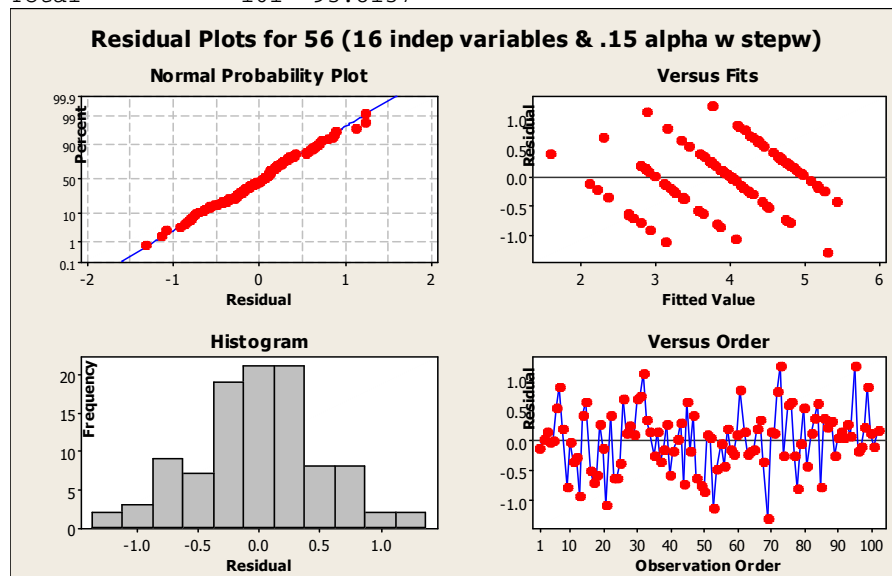 Total 101 93.6137
Residual Plots for 56 (16 indep variables & .15 alpha w stepw)
Normal Probability Plot
Versus Fits
99.9
99
90
50
10
1
0.1
Percent
-2 -1 0 1 2
Residual
1.0
0.5
0.0
-0.5
-1.0
Residual
2 3 4 5 6
Fitted Value
Histogram
Versus Order
20
15
10
5
0
Frequency
-1.0 -0.5 0.0 0.5 1.0
Residual
1.0
0.5
0.0
-0.5
-1.0
Residual
1 10 20 30 40 50 60 70 80 90 100
Observation Order